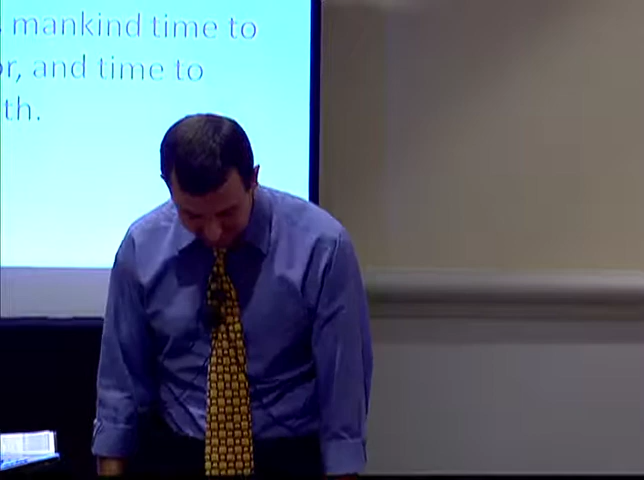 , mankind time to
r, and time to
th.